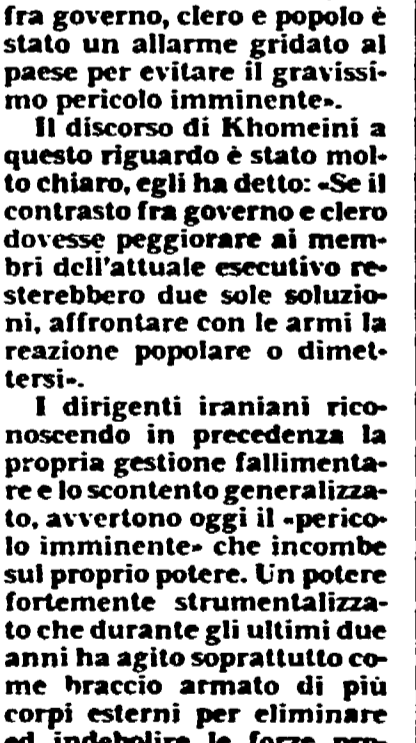 fra governo, clero e popolo è
stato un allarme gridato al
paese per evitare il gravissi-
mo pericolo imminente».
Il discorso di Khomeini a
questo riguardo è stato mol-
to chiaro, egli ha detto: «Se il
contrasto fra governo e clero
dovesse peggiorare ai mem-
bri dell'attuale esecutivo re-
sterebbero due sole soluzio-
ni, affrontare con le armi la
reazione popolare o dimet-
tersi».
I dirigenti iraniani rico-
noscendo in precedenza la
propria gestione fallimenta-
re e lo scontento generalizza-
to, avvertono oggi il «perico-
lo imminente» che incombe
sul proprio potere. Un potere
fortemente strumentalizza-
to che durante gli ultimi due
anni ha agito soprattutto co-
me braccio armato di più
corpi esterni per eliminare
ed indebolire le forze pro-